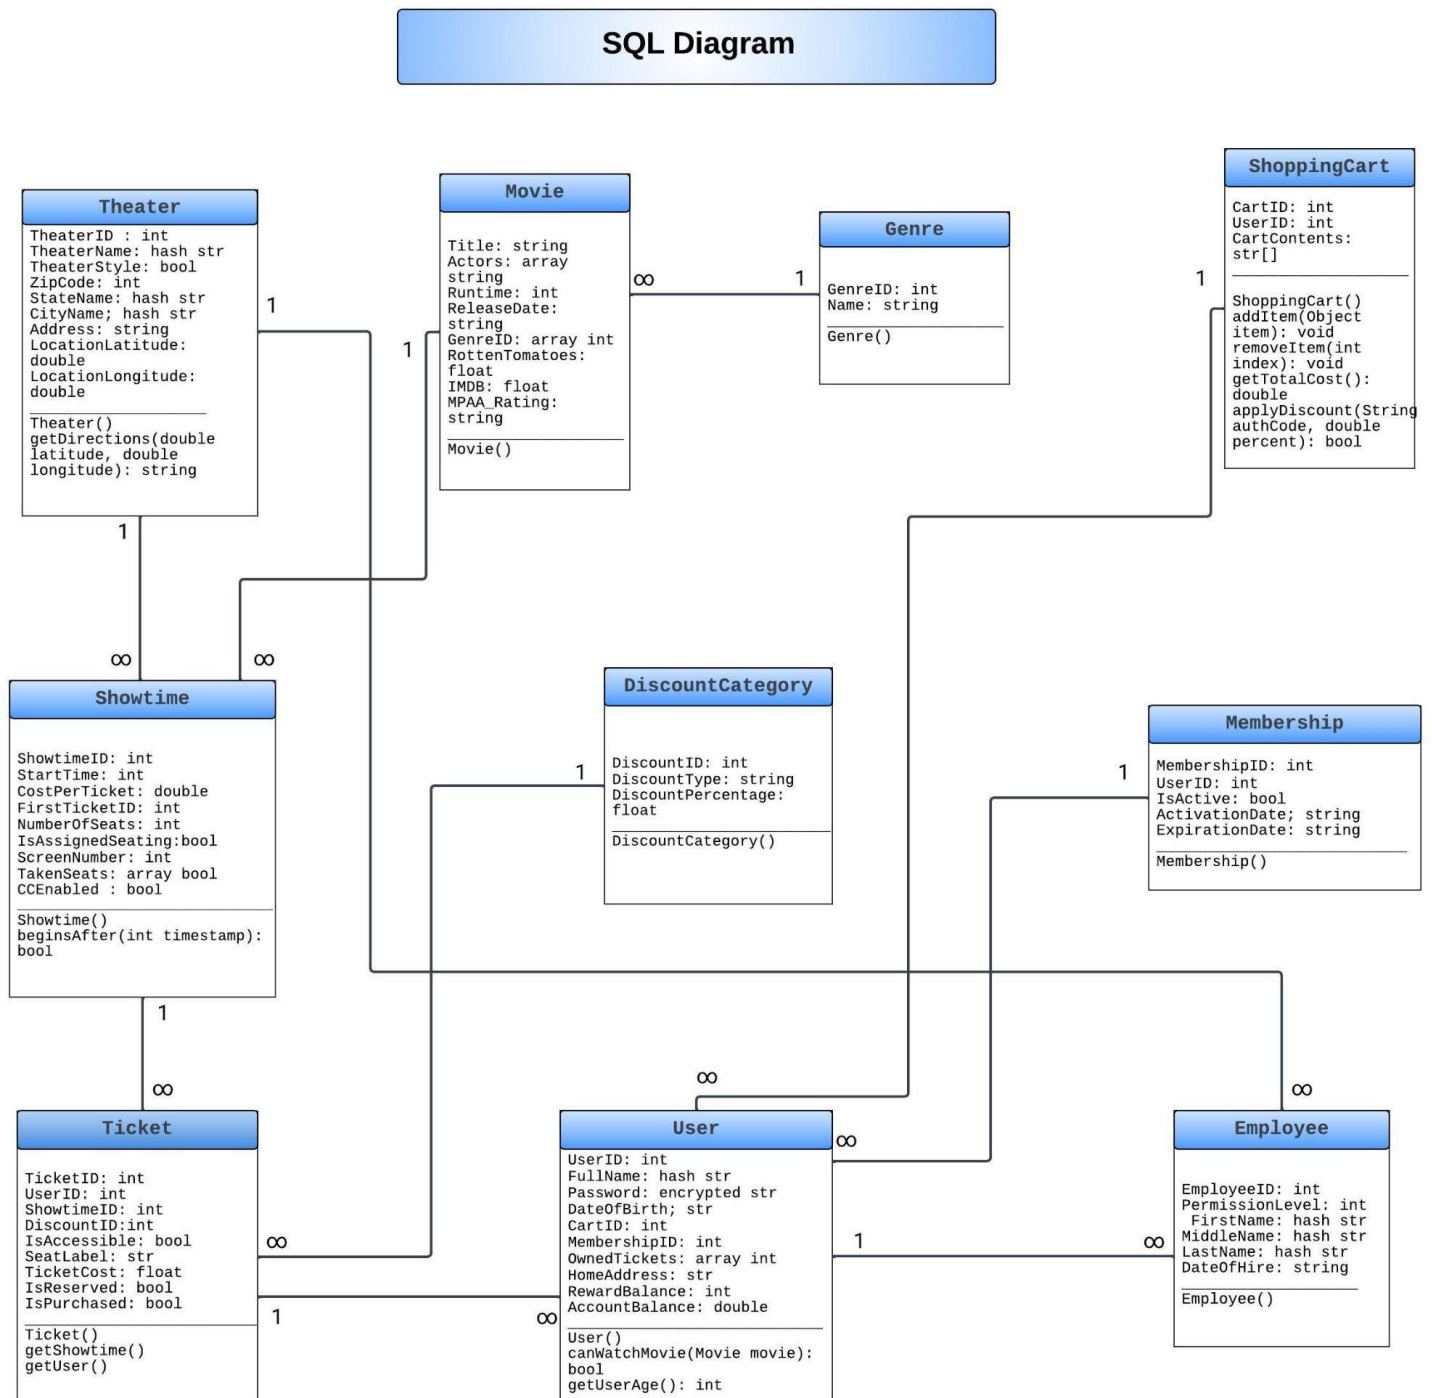 SQL Diagram
Theater
TheaterID : int
TheaterName: hash str
TheaterStyle: bool
ZipCode: int
StateName: hash str
CityName; hash str
Address: string
LocationLatitude:
double
LocationLongitude:
double
Theater()
getDirections(double
latitude, double
longitude): string
1
1
Movie
Title: string
Actors: array
string
Runtime: int
ReleaseDate:
string
GenreID: array int
RottenTomatoes:
float
IMDB: float
MPAA_Rating:
string
Movie()
1
∞
1
Genre
GenreID: int
Name: string
Genre()
ShoppingCart
CartID: int
UserID: int
CartContents:
str[]
ShoppingCart()
addItem(Object
item): void
removeItem(int
index): void
getTotalCost():
double
applyDiscount(String
authCode, double
percent): bool
1
∞
∞
Showtime
ShowtimeID: int
StartTime: int
CostPerTicket: double
FirstTicketID: int
NumberOfSeats: int
IsAssignedSeating:bool
ScreenNumber: int
TakenSeats: array bool
CCEnabled : bool
Showtime()
beginsAfter(int timestamp):
bool
1
DiscountCategory
DiscountID: int
DiscountType: string
DiscountPercentage:
float
DiscountCategory()
1
Membership
MembershipID: int
UserID: int
IsActive: bool
ActivationDate; string
ExpirationDate: string
Membership()
1
∞
Ticket
TicketID: int
UserID: int
ShowtimeID: int
DiscountID:int
IsAccessible: bool
SeatLabel: str
TicketCost: float
IsReserved: bool
IsPurchased: bool
Ticket()
getShowtime()
getUser()
∞
1
∞
∞
User
UserID: int
FullName: hash str
Password: encrypted str
DateOfBirth; str
CartID: int
MembershipID: int
OwnedTickets: array int
HomeAddress: str
RewardBalance: int
AccountBalance: double
User()
canWatchMovie(Movie movie):
bool
getUserAge(): int
∞
1
∞
∞
Employee
EmployeeID: int
PermissionLevel: int
FirstName: hash str
MiddleName: hash str
LastName: hash str
DateOfHire: string
Employee()